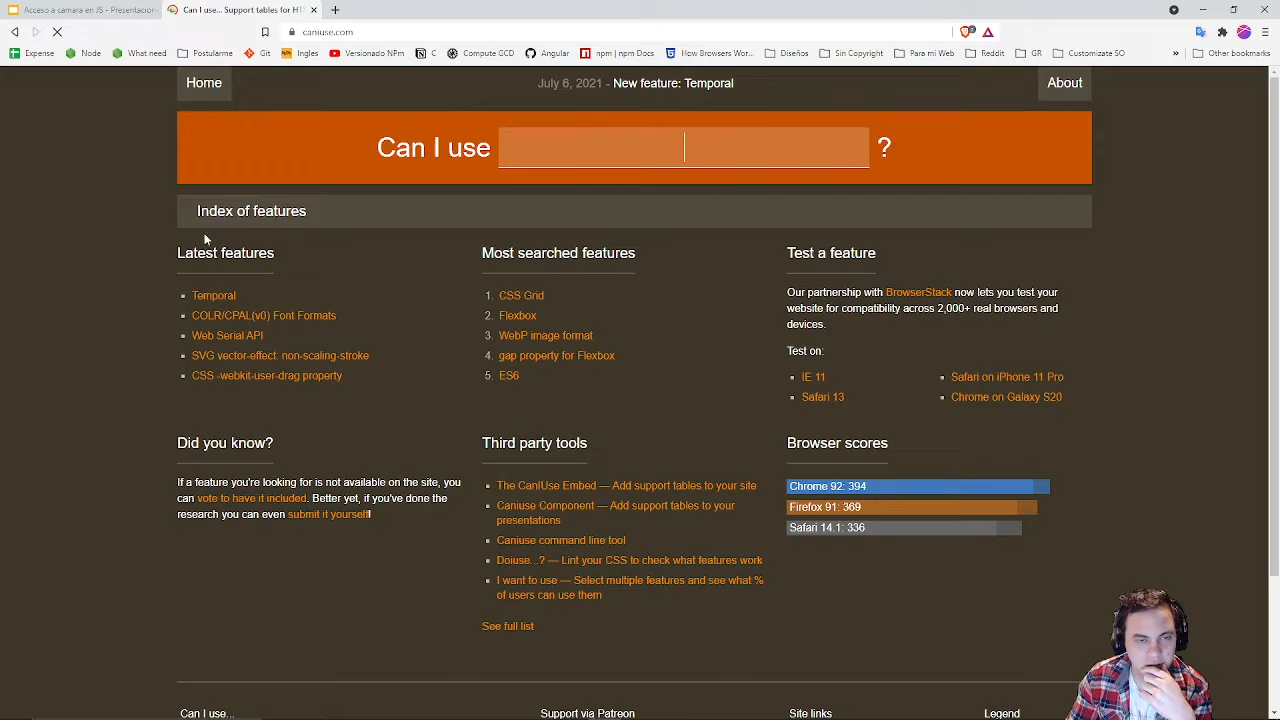 Acceso a camara en JS - Presentacion
Can I use... Support tables for HT
caniuse.com
Expense
Node
What need
Postularme
Git
Ingles
Versionado NPm
C
Compute GCD
Angular
npm | npm Docs
How Browsers Wor...
Diseños
Sin Clasificar
Para mi Web
Reddit
GR
Customizate SO
»
Other bookmarks
Home
July 6, 2021 - New feature: Temporal
About
Can I use ?
Index of features
Latest features
Temporal
COLR/CPAL(v0) Font Formats
Web Serial API
SVG vector-effect: non-scaling-stroke
CSS -webkit-user-drag property
Most searched features
1. CSS Grid
2. Flexbox
3. WebP image format
4. gap property for Flexbox
5. ES6
Test a feature
Our partnership with BrowserStack now lets you test your
website for compatibility across 2,000+ real browsers and
devices.
Test on:
IE 11
Safari on iPhone 11 Pro
Safari 13
Chrome on Galaxy S20
Did you know?
If a feature you're looking for is not available on the site, you
can vote to have it included. Better yet, if you've done the
research you can even submit it yourself!
Third party tools
The CanIUse Embed — Add support tables to your site
Caniuse Component — Add support tables to your
presentations
Caniuse command line tool
Doiuse...? — Lint your CSS to check what features work
I want to use — Select multiple features and see what %
of users can use them
See full list
Browser scores
Chrome 92: 394
Firefox 91: 369
Safari 14.1: 336
Can I use...
Support via Patreon
Site links
Legend